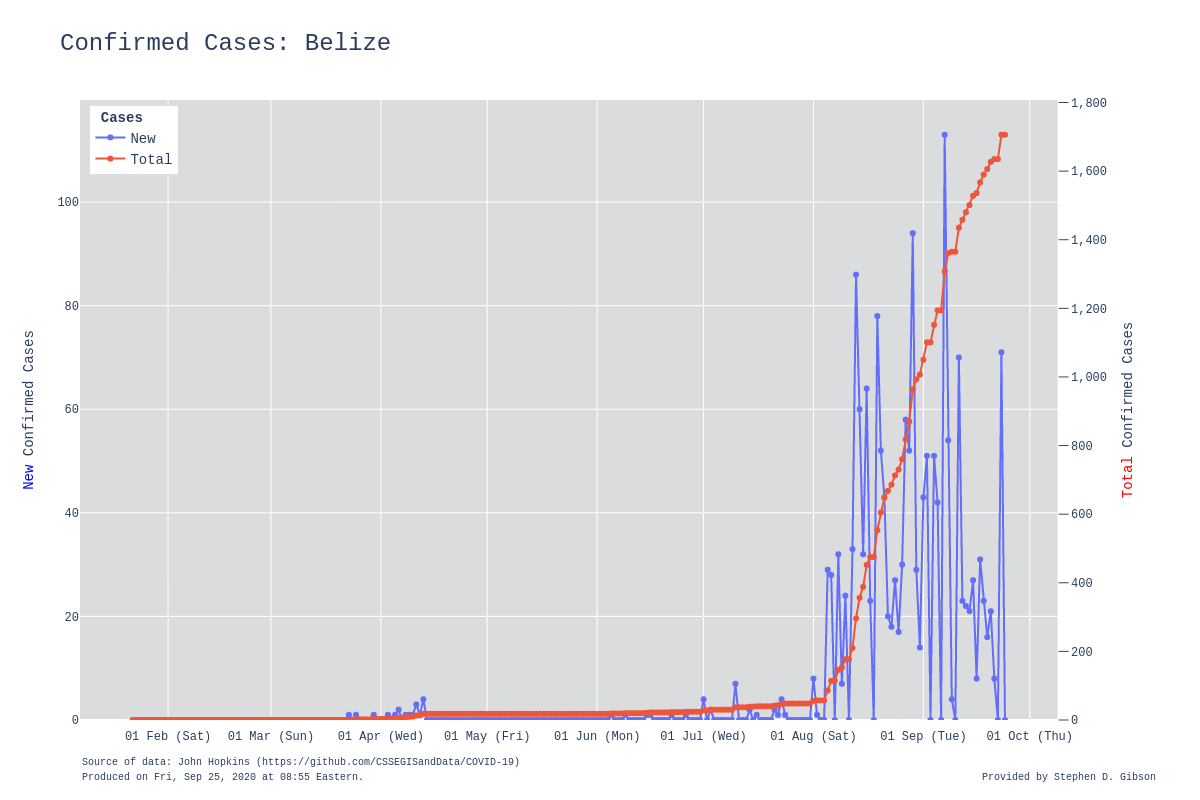 Confirmed Cases: Belize
Cases
New
Total
100
80
60
40
20
0
New Confirmed Cases
1,800
1,600
1,400
1,200
1,000
800
600
400
200
0
Total Confirmed Cases
01 Feb (Sat) 01 Mar (Sun) 01 Apr (Wed) 01 May (Fri) 01 Jun (Mon) 01 Jul (Wed) 01 Aug (Sat) 01 Sep (Tue) 01 Oct (Thu)
Source of data: John Hopkins (https://github.com/CSSEGISandData/COVID-19)
Produced on Fri, Sep 25, 2020 at 08:55 Eastern.
Provided by Stephen D. Gibson